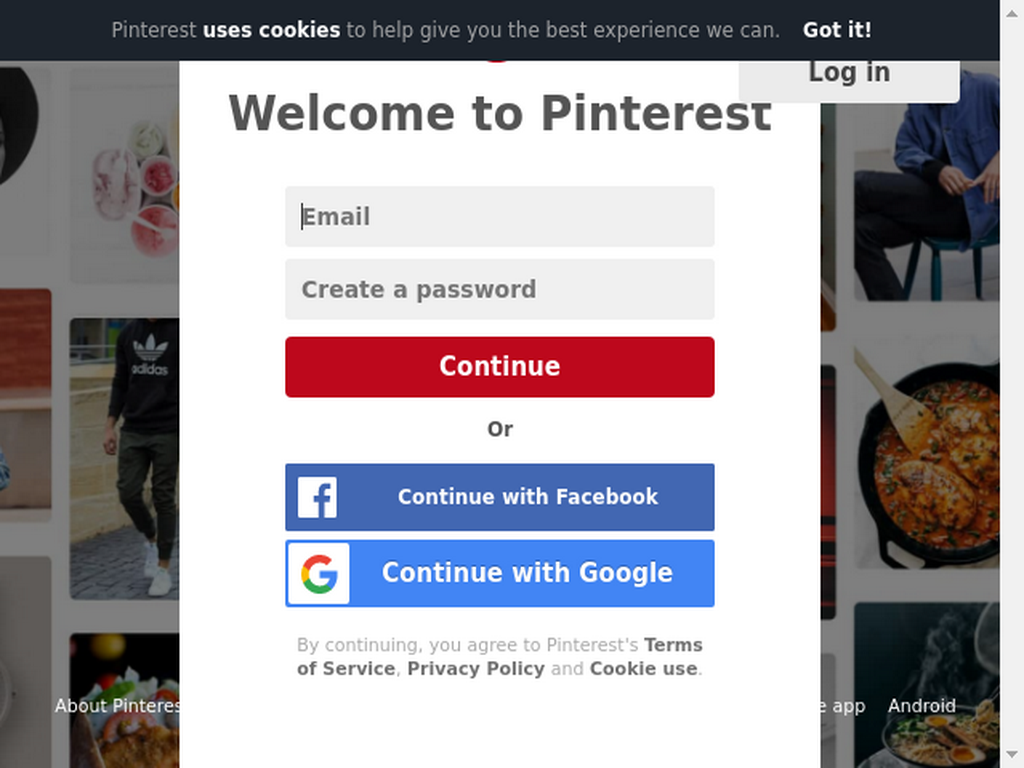 Pinterest uses cookies to help give you the best experience we can. Got it!
Log in
Welcome to Pinterest
Email
Create a password
Continue
Or
Continue with Facebook
Continue with Google
By continuing, you agree to Pinterest's Terms
of Service, Privacy Policy and Cookie use.
adidas
About Pinteres
e app Android